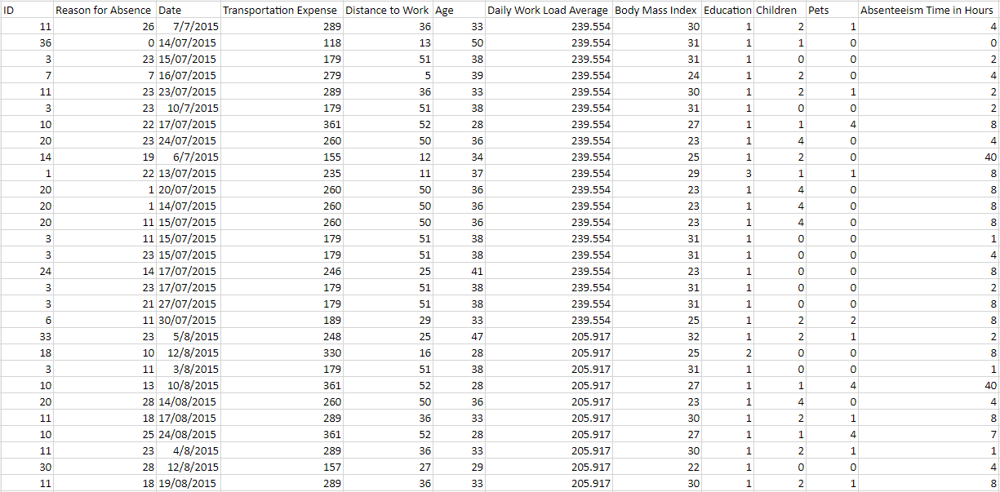 ID Reason for Absence Date Transportation Expense Distance to Work Age Daily Work Load Average Body Mass Index Education Children Pets Absenteeism Time in Hours
11 26 7/7/2015 289 36 33 239.554 30 1 2 1 4
36 0 14/07/2015 118 13 50 239.554 31 1 1 0 0
3 23 15/07/2015 179 51 38 239.554 31 1 0 0 2
7 7 16/07/2015 279 5 39 239.554 24 1 2 0 4
11 23 23/07/2015 289 36 33 239.554 30 1 2 1 2
3 23 10/7/2015 179 51 38 239.554 31 1 0 0 2
10 22 17/07/2015 361 52 28 239.554 27 1 1 4 8
20 23 24/07/2015 260 50 36 239.554 23 1 4 0 4
14 19 6/7/2015 155 12 34 239.554 25 1 2 0 40
1 22 13/07/2015 235 11 37 239.554 29 3 1 1 8
20 1 20/07/2015 260 50 36 239.554 23 1 4 0 8
20 1 14/07/2015 260 50 36 239.554 23 1 4 0 8
20 11 15/07/2015 260 50 36 239.554 23 1 4 0 8
3 11 15/07/2015 179 51 38 239.554 31 1 0 0 1
3 23 15/07/2015 179 51 38 239.554 31 1 0 0 4
24 14 17/07/2015 246 25 41 239.554 23 1 0 0 8
3 23 17/07/2015 179 51 38 239.554 31 1 0 0 2
3 21 27/07/2015 179 51 38 239.554 31 1 0 0 8
6 11 30/07/2015 189 29 33 239.554 25 1 2 2 8
33 23 5/8/2015 248 25 47 205.917 32 1 2 1 2
18 10 12/8/2015 330 16 28 205.917 25 2 0 0 8
3 11 3/8/2015 179 51 38 205.917 31 1 0 0 1
10 13 10/8/2015 361 52 28 205.917 27 1 1 4 40
20 28 14/08/2015 260 50 36 205.917 23 1 4 0 4
11 18 17/08/2015 289 36 33 205.917 30 1 2 1 8
10 25 24/08/2015 361 52 28 205.917 27 1 1 4 7
11 23 4/8/2015 289 36 33 205.917 30 1 2 1 1
30 28 12/8/2015 157 27 29 205.917 22 1 0 0 4
11 18 19/08/2015 289 36 33 205.917 30 1 2 1 8